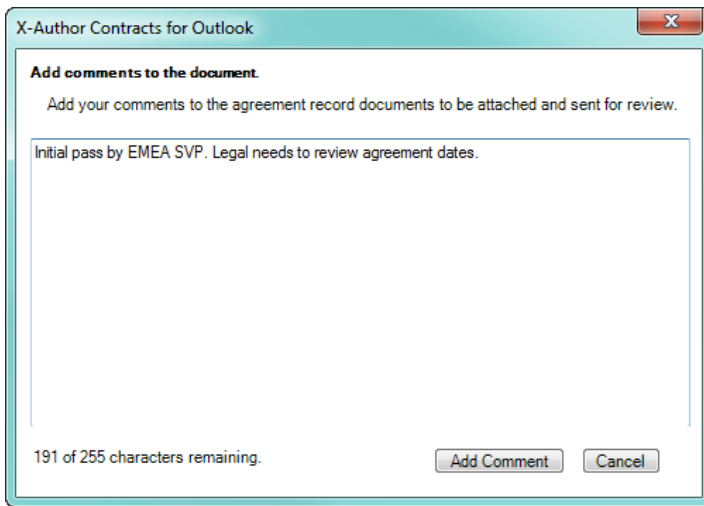 X-Author Contracts for Outlook
Add comments to the document.
Add your comments to the agreement record documents to be attached and sent for review.
Initial pass by EMEA SVP. Legal needs to review agreement dates.
191 of 255 characters remaining.
Add Comment
Cancel